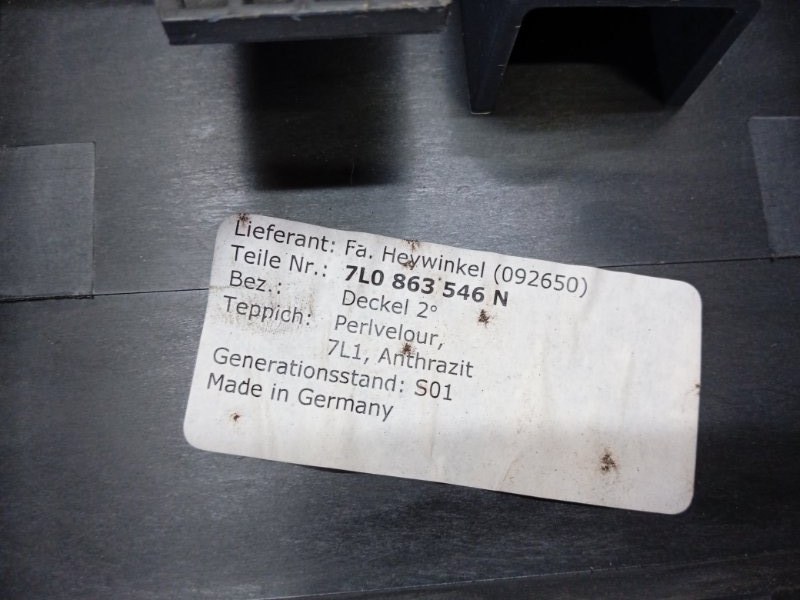 Lieferant: Fa. Heywinkel (092650)
Teile Nr.: 7L0 863 546 N
Bez.: Deckel 2°
Teppich: Perlvelour,
7L1, Anthrazit
Generationsstand: S01
Made in Germany